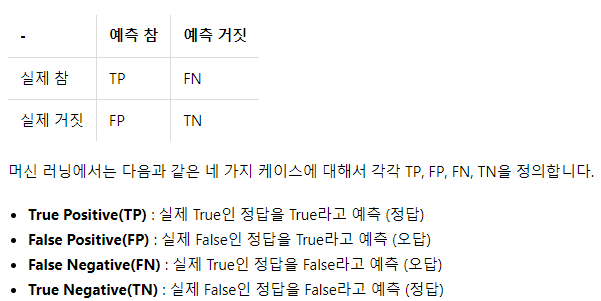 - 예측 참 예측 거짓
실제 참 TP FN
실제 거짓 FP TN
머신 러닝에서는 다음과 같은 네 가지 케이스에 대해서 각각 TP, FP, FN, TN을 정의합니다.
• True Positive(TP) : 실제 True인 정답을 True라고 예측 (정답)
• False Positive(FP) : 실제 False인 정답을 True라고 예측 (오답)
• False Negative(FN) : 실제 True인 정답을 False라고 예측 (오답)
• True Negative(TN) : 실제 False인 정답을 False라고 예측 (정답)